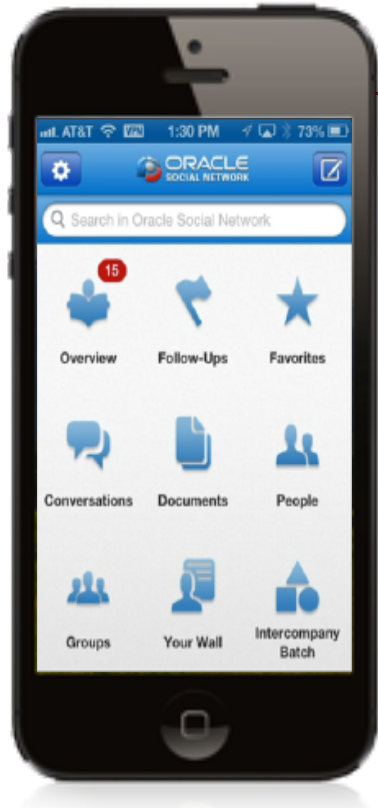 AT&T VPN 1:30 PM 73%
ORACLE
SOCIAL NETWORK
Search in Oracle Social Network
15
Overview Follow-Ups Favorites
Conversations Documents People
Groups Your Wall Intercompany
Batch